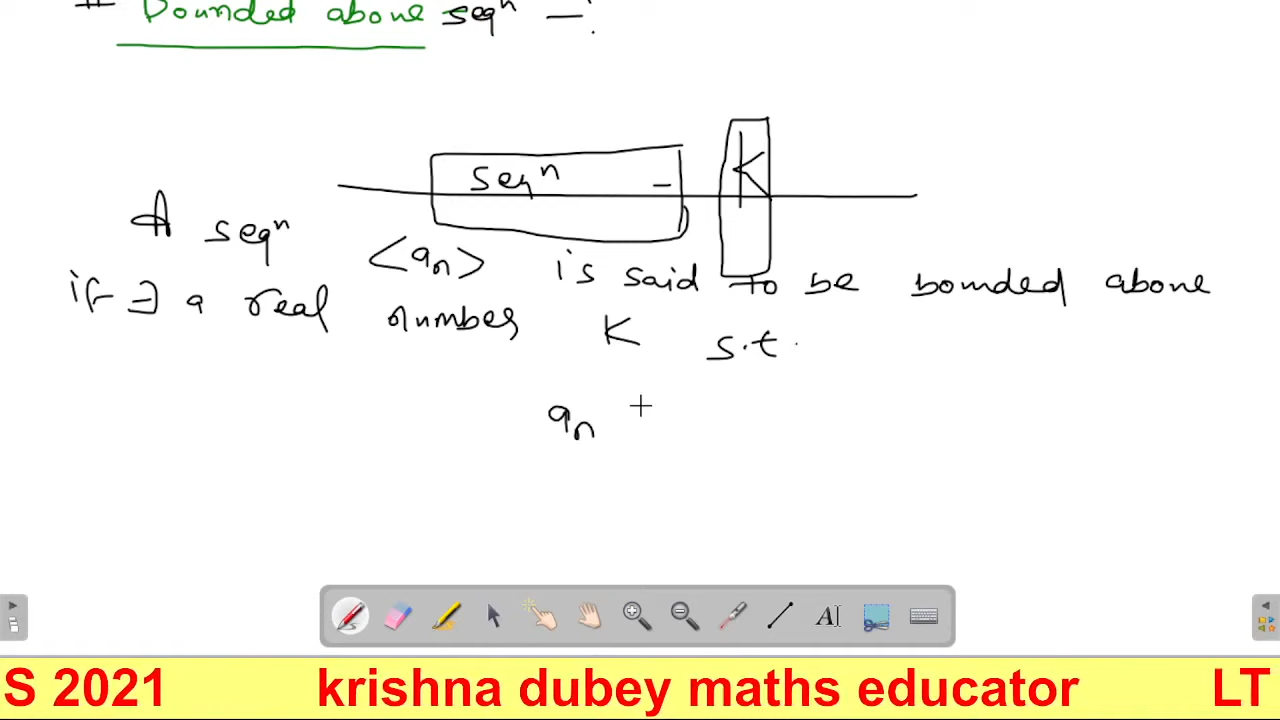 # Bounded above seqⁿ –:
seqⁿ – K
A seqⁿ <aₙ> is said to be bounded above
if ∃ a real number K s.t.
aₙ
S 2021 krishna dubey maths educator LT